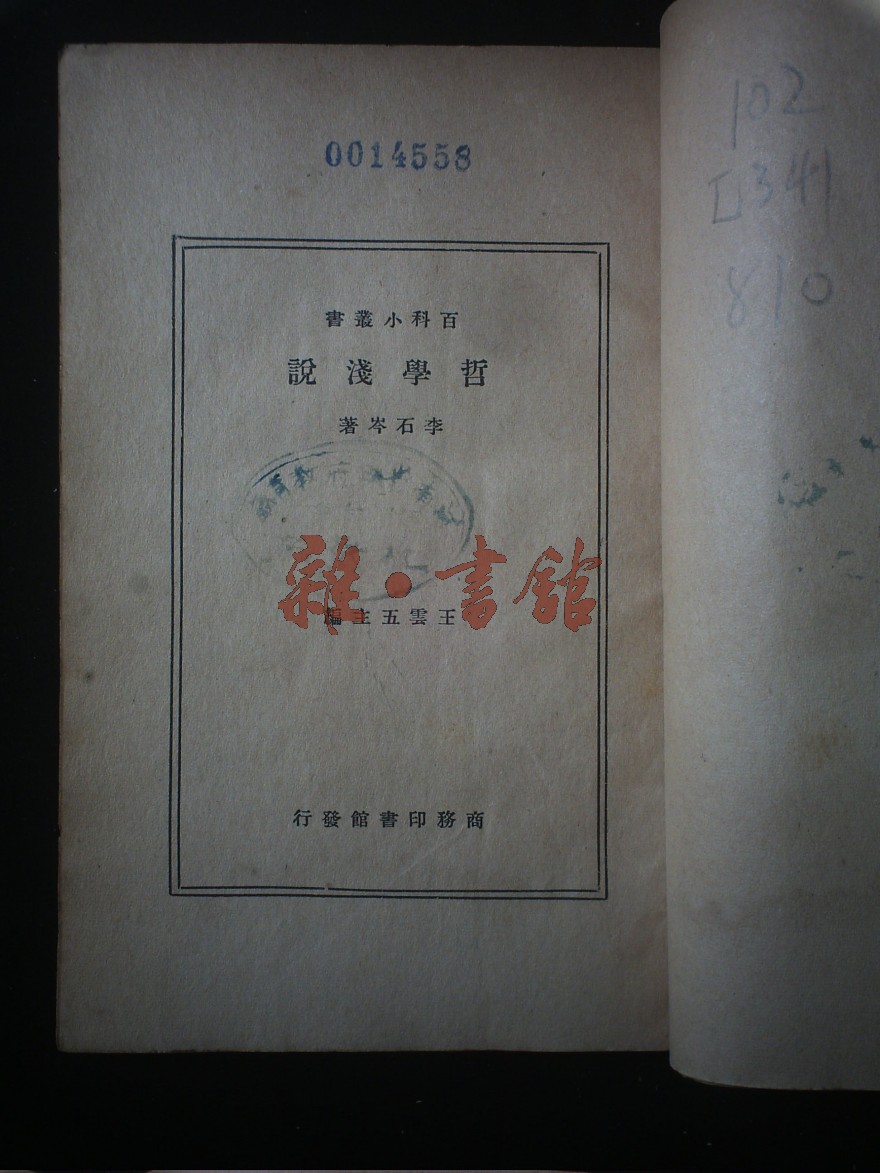 0014558
百科小叢書
哲學淺說
李石岑著
雜·書館
王雲五主編
商務印書館發行
102
341
810